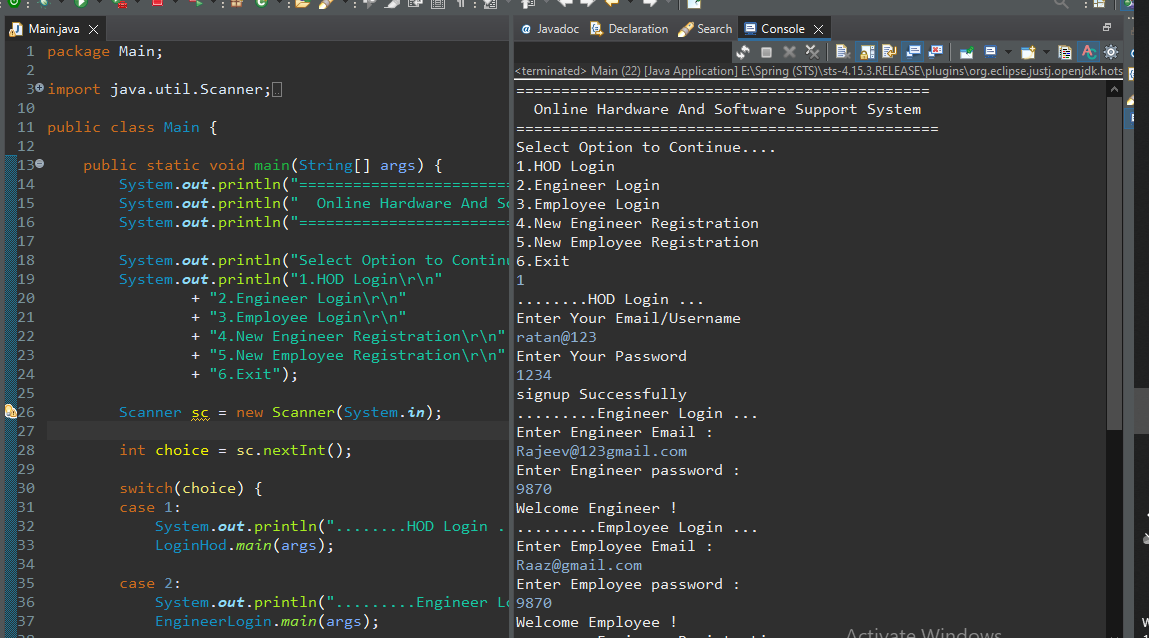 Main.java
1 package Main;
2
3 import java.util.Scanner;
10
11 public class Main {
12
13 public static void main(String[] args) {
14 System.out.println("========================
15 System.out.println("  Online Hardware And So
16 System.out.println("========================
17
18 System.out.println("Select Option to Continu
19 System.out.println("1.HOD Login\r\n"
20 + "2.Engineer Login\r\n"
21 + "3.Employee Login\r\n"
22 + "4.New Engineer Registration\r\n"
23 + "5.New Employee Registration\r\n"
24 + "6.Exit");
25
26 Scanner sc = new Scanner(System.in);
27
28 int choice = sc.nextInt();
29
30 switch(choice) {
31 case 1:
32 System.out.println("........HOD Login .
33 LoginHod.main(args);
34
35 case 2:
36 System.out.println(".........Engineer Lo
37 EngineerLogin.main(args);
38
Javadoc Declaration Search Console
<terminated> Main (22) [Java Application] E:\Spring (STS)\sts-4.15.3.RELEASE\plugins\org.eclipse.justj.openjdk.hots
==============================================
Online Hardware And Software Support System
===============================================
Select Option to Continue....
1.HOD Login
2.Engineer Login
3.Employee Login
4.New Engineer Registration
5.New Employee Registration
6.Exit
1
........HOD Login ...
Enter Your Email/Username
ratan@123
Enter Your Password
1234
signup Successfully
.........Engineer Login ...
Enter Engineer Email :
Rajeev@123gmail.com
Enter Engineer password :
9870
Welcome Engineer !
.........Employee Login ...
Enter Employee Email :
Raaz@gmail.com
Enter Employee password :
9870
Welcome Employee !
Activate Windows